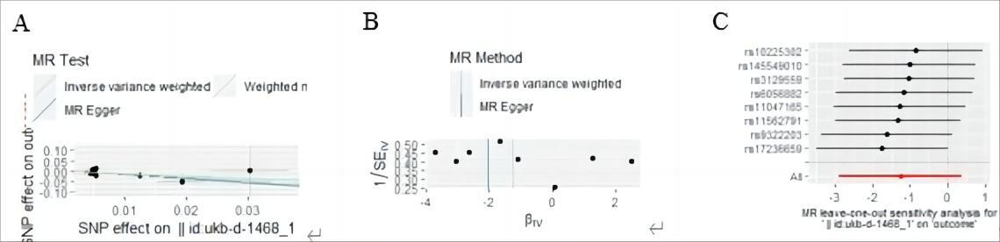 A
MR Test
Inverse variance weighted
Weighted n
MR Egger
SNP effect on out
0.10
0.05
0.00
-0.05
-0.10
0.01
0.02
0.03
SNP effect on || id:ukb-d-1468_1
B
MR Method
Inverse variance weighted
MR Egger
1/SE_IV
0.50
0.45
0.40
0.35
0.30
0.25
-4
-2
0
2
β_IV
C
rs10225302
rs145549010
rs3129559
rs6058882
rs11047165
rs11562791
rs9322203
rs17236659
All
-3
-2
-1
0
1
MR leave-one-out sensitivity analysis for
'|| id:ukb-d-1468_1' on 'outcome'